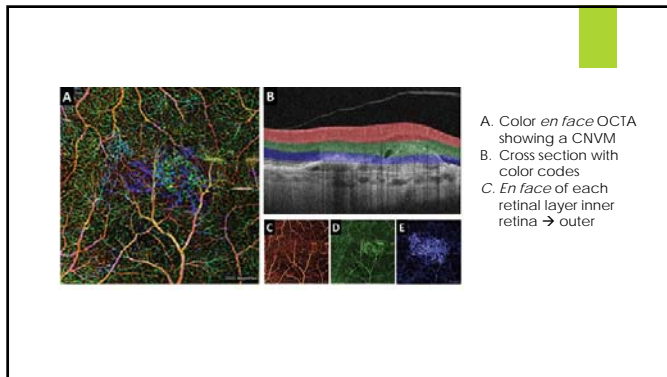 A
B
C
D
E
A. Color en face OCTA
showing a CNVM
B. Cross section with
color codes
C. En face of each
retinal layer inner
retina → outer